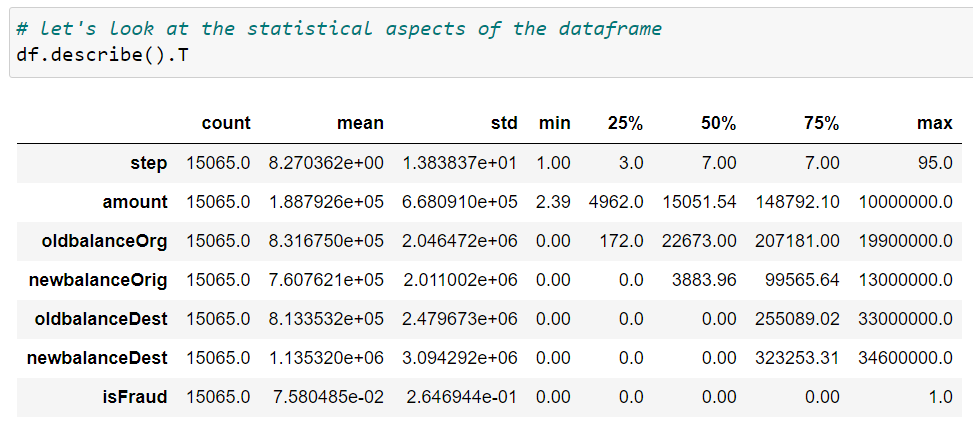 # let's look at the statistical aspects of the dataframe
df.describe().T
count mean std min 25% 50% 75% max
step 15065.0 8.270362e+00 1.383837e+01 1.00 3.0 7.00 7.00 95.0
amount 15065.0 1.887926e+05 6.680910e+05 2.39 4962.0 15051.54 148792.10 10000000.0
oldbalanceOrg 15065.0 8.316750e+05 2.046472e+06 0.00 172.0 22673.00 207181.00 19900000.0
newbalanceOrig 15065.0 7.607621e+05 2.011002e+06 0.00 0.0 3883.96 99565.64 13000000.0
oldbalanceDest 15065.0 8.133532e+05 2.479673e+06 0.00 0.0 0.00 255089.02 33000000.0
newbalanceDest 15065.0 1.135320e+06 3.094292e+06 0.00 0.0 0.00 323253.31 34600000.0
isFraud 15065.0 7.580485e-02 2.646944e-01 0.00 0.0 0.00 0.00 1.0